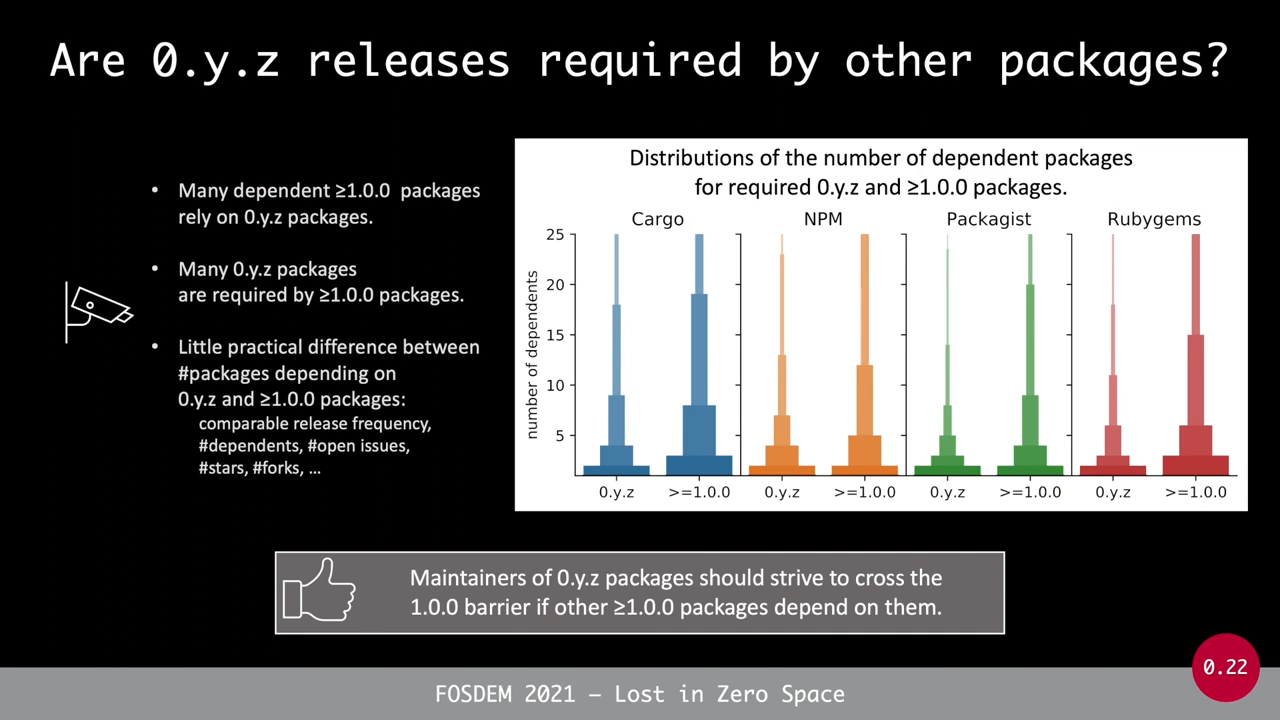 Are 0.y.z releases required by other packages?
• Many dependent ≥1.0.0 packages
rely on 0.y.z packages.
• Many 0.y.z packages
are required by ≥1.0.0 packages.
• Little practical difference between
#packages depending on
0.y.z and ≥1.0.0 packages:
comparable release frequency,
#dependents, #open issues,
#stars, #forks, ...
Distributions of the number of dependent packages
for required 0.y.z and ≥1.0.0 packages.
Cargo NPM Packagist Rubygems
number of dependents
25
20
15
10
5
0.y.z >=1.0.0 0.y.z >=1.0.0 0.y.z >=1.0.0 0.y.z >=1.0.0
Maintainers of 0.y.z packages should strive to cross the
1.0.0 barrier if other ≥1.0.0 packages depend on them.
0.22
FOSDEM 2021 – Lost in Zero Space